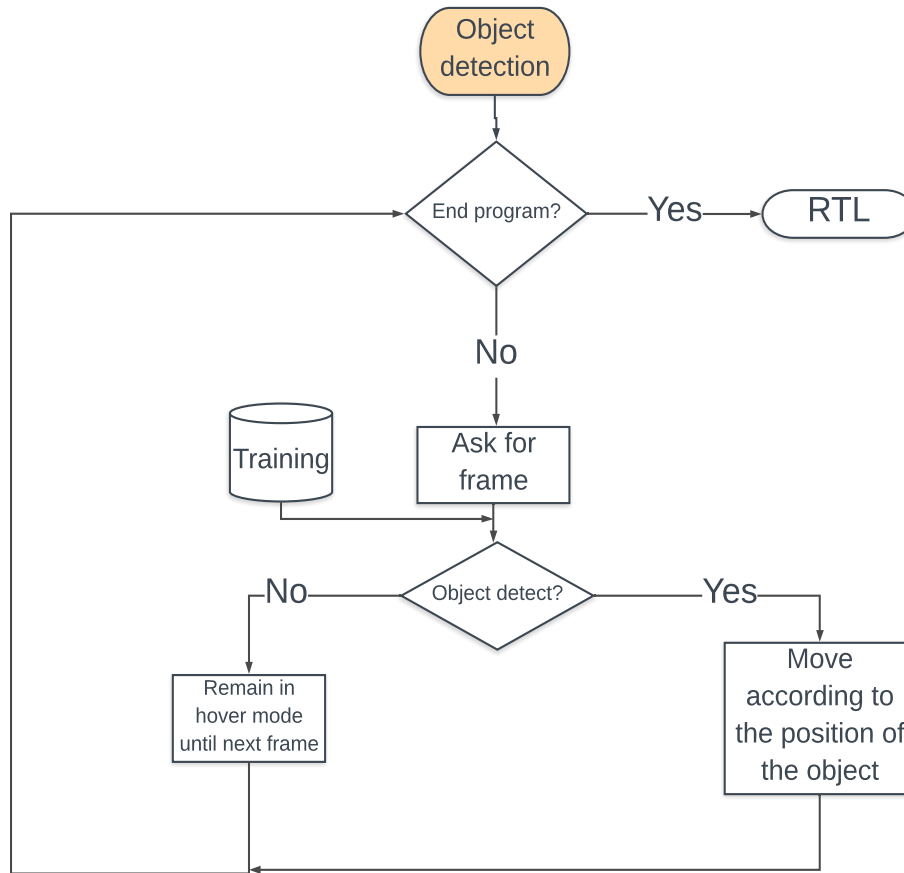 Object
detection
End program?
Yes
RTL
No
Training
Ask for
frame
Object detect?
No
Yes
Remain in
hover mode
until next frame
Move
according to
the position of
the object